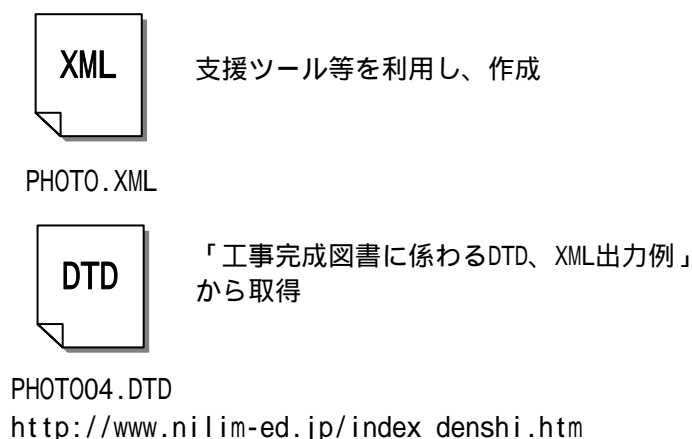 XML
支援ツール等を利用し、作成
PHOTO.XML
DTD
「工事完成図書に係わるDTD、XML出力例」
から取得
PHOTO04.DTD
http://www.nilim-ed.jp/index_denshi.htm